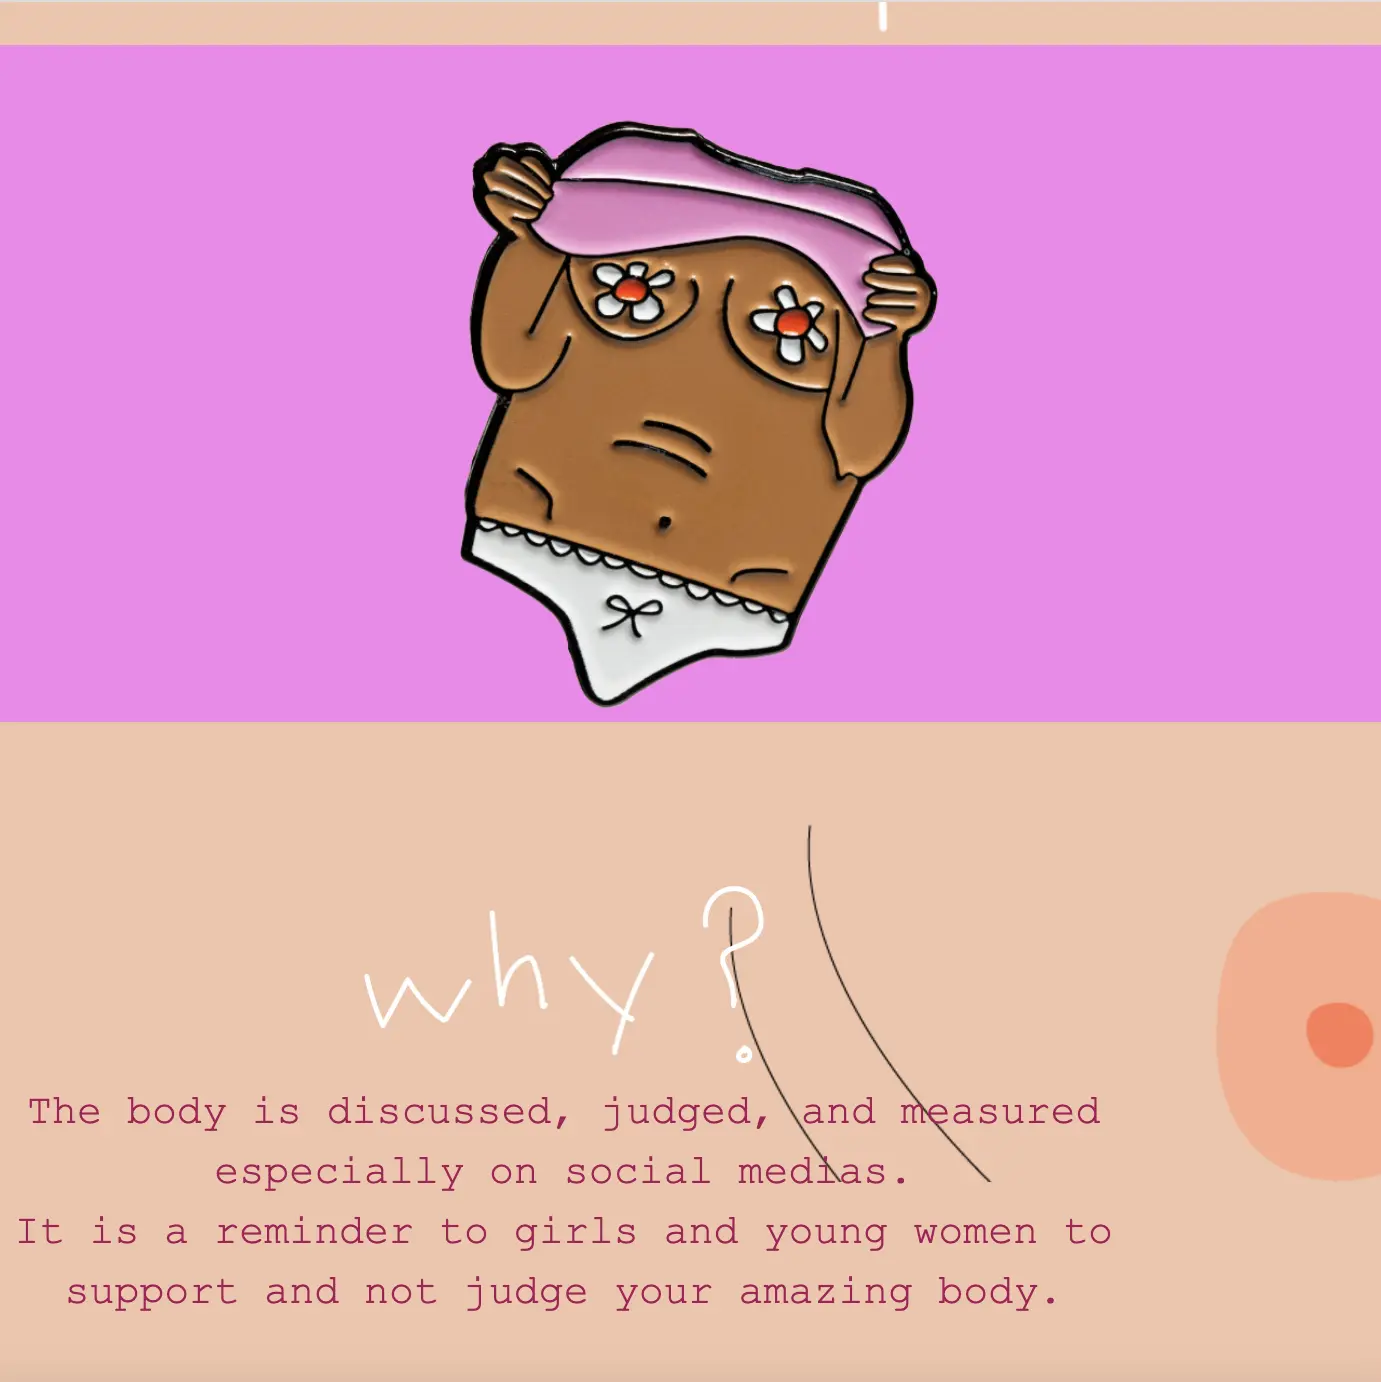 why?
The body is discussed, judged, and measured
especially on social medias.
It is a reminder to girls and young women to
support and not judge your amazing body.